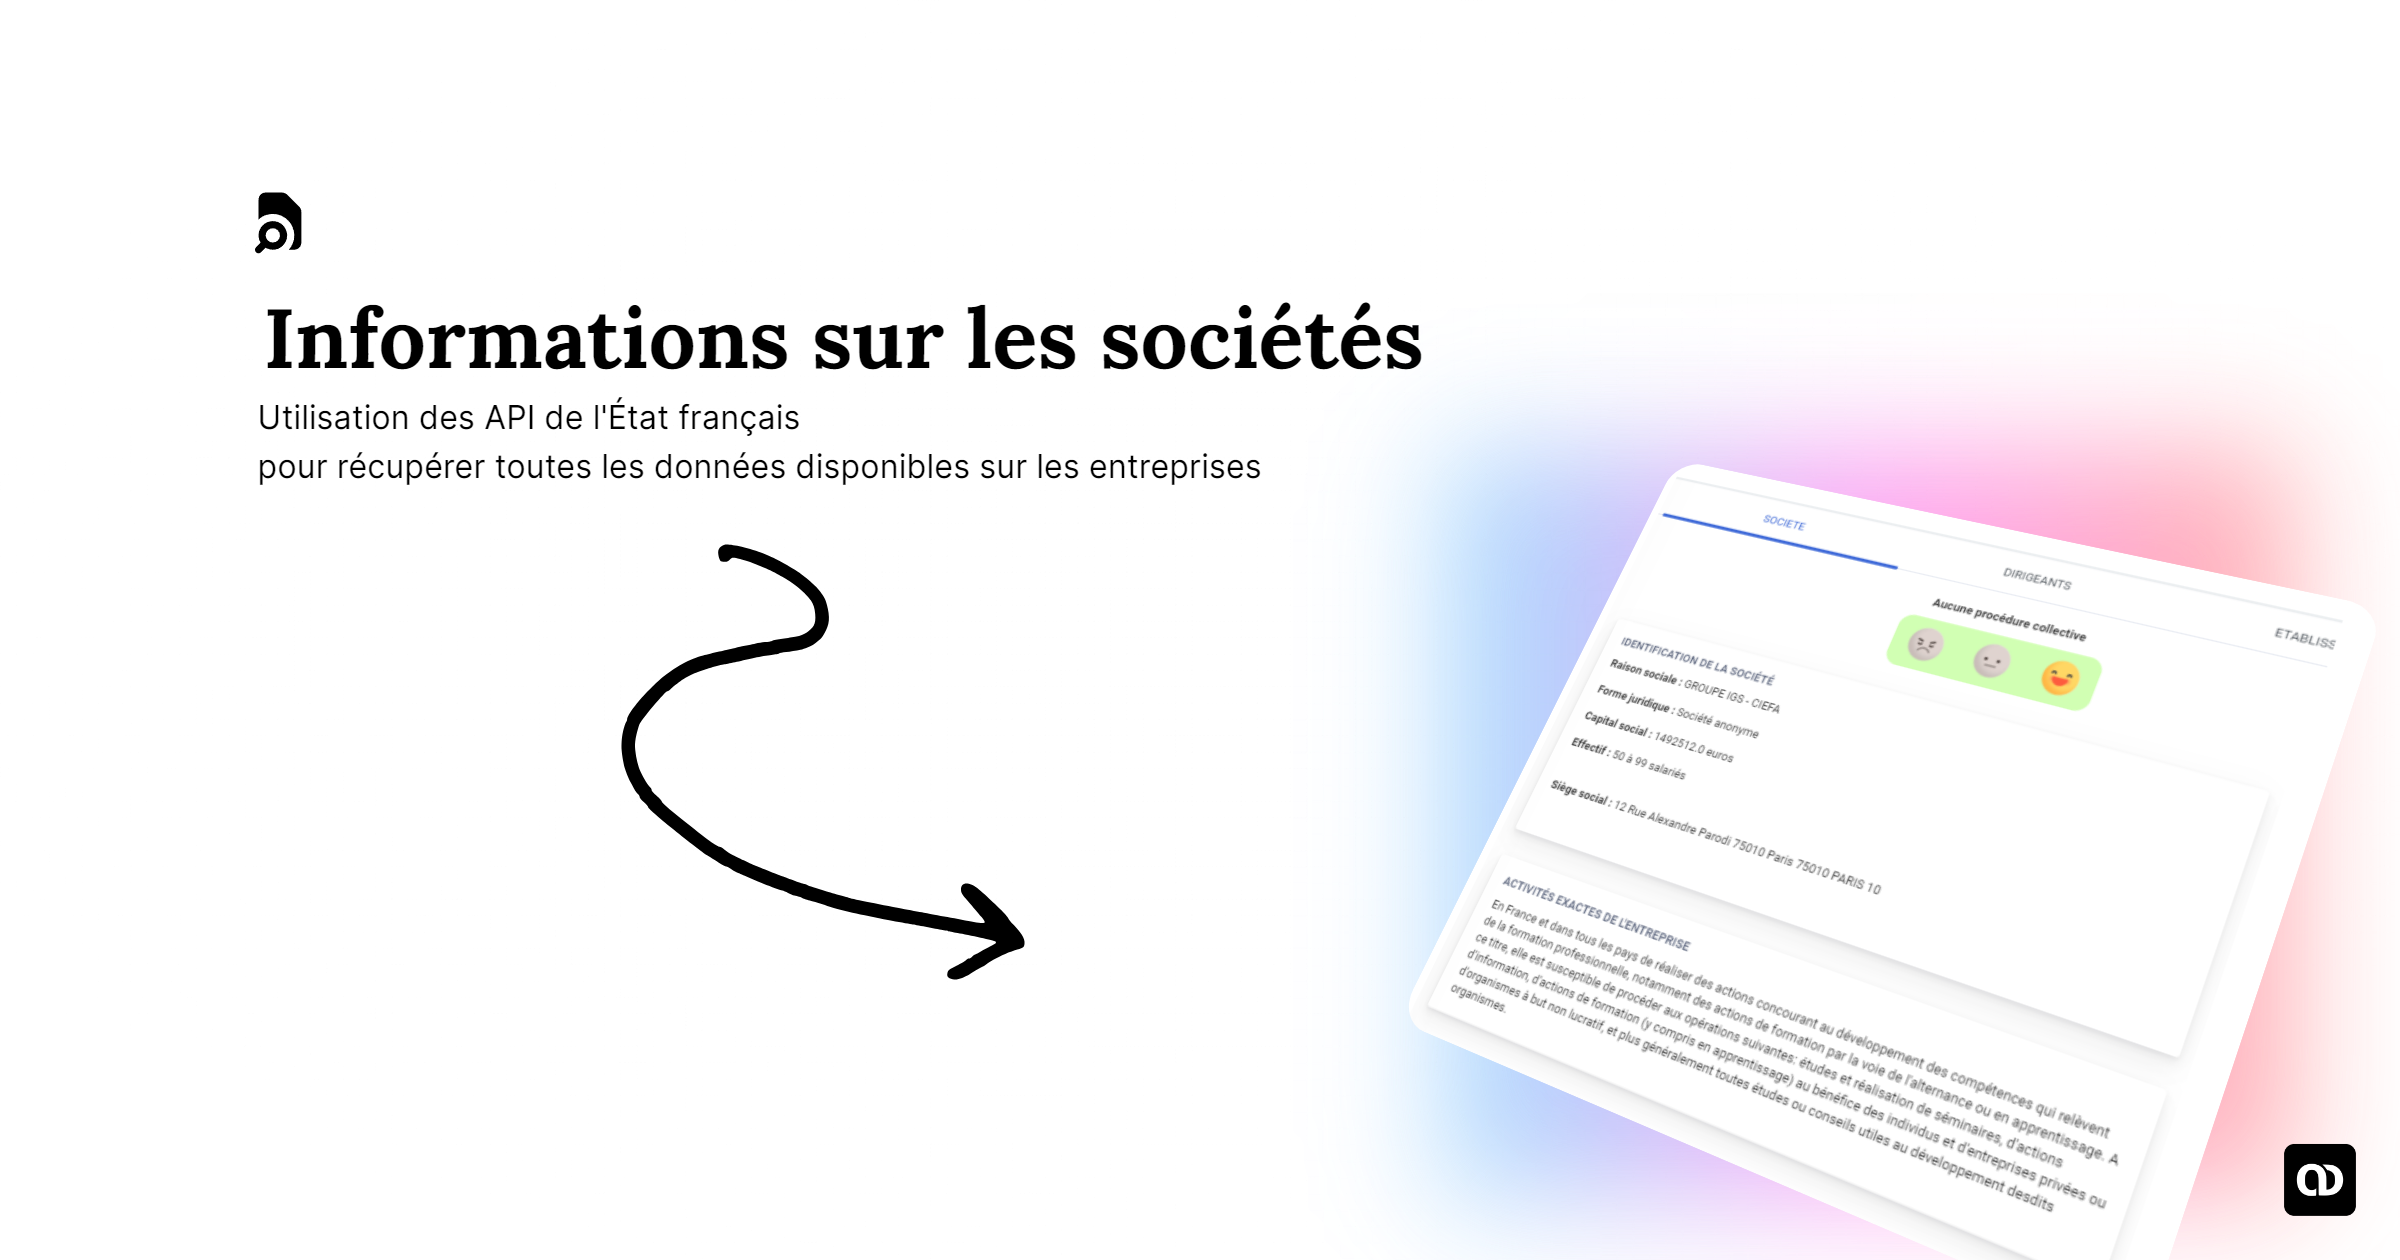 Informations sur les sociétés
Utilisation des API de l'État français
pour récupérer toutes les données disponibles sur les entreprises
SOCIETE
DIRIGEANTS
ETABLISS
Aucune procédure collective
IDENTIFICATION DE LA SOCIÉTÉ
Raison sociale : GROUPE IGS - CIEFA
Forme juridique : Société anonyme
Capital social : 1492512.0 euros
Effectif : 50 à 99 salariés
Siège social : 12 Rue Alexandre Parodi 75010 Paris 75010 PARIS 10
ACTIVITÉS EXACTES DE L'ENTREPRISE
En France et dans tous les pays de réaliser des actions concourant au développement des compétences qui relèvent
de la formation professionnelle, notamment des actions de formation par la voie de l'alternance ou en apprentissage. A
ce titre, elle est susceptible de procéder aux opérations suivantes: études et réalisation de séminaires, d'actions
d'information, d'actions de formation (y compris en apprentissage) au bénéfice des individus et d'entreprises privées ou
d'organismes à but non lucratif, et plus généralement toutes études ou conseils utiles au développement desdits
organismes.